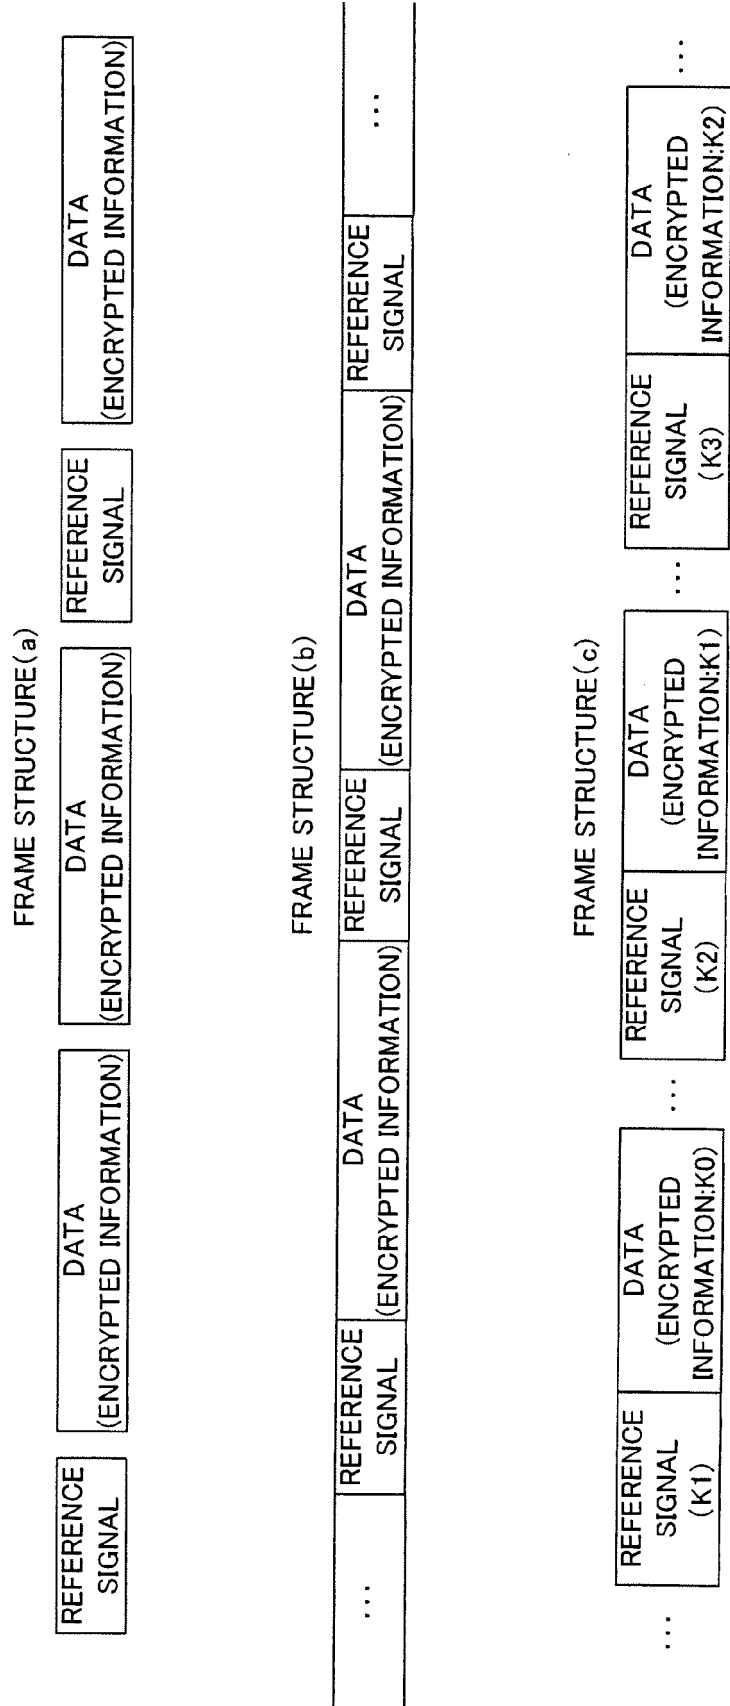 FRAME STRUCTURE(a)
REFERENCE
SIGNAL
DATA
(ENCRYPTED INFORMATION)
DATA
(ENCRYPTED INFORMATION)
REFERENCE
SIGNAL
DATA
(ENCRYPTED INFORMATION)
FRAME STRUCTURE(b)
...
REFERENCE
SIGNAL
DATA
(ENCRYPTED INFORMATION)
REFERENCE
SIGNAL
DATA
(ENCRYPTED INFORMATION)
REFERENCE
SIGNAL
...
FRAME STRUCTURE(c)
...
REFERENCE
SIGNAL
(K1)
DATA
(ENCRYPTED
INFORMATION:K0)
...
REFERENCE
SIGNAL
(K2)
DATA
(ENCRYPTED
INFORMATION:K1)
...
REFERENCE
SIGNAL
(K3)
DATA
(ENCRYPTED
INFORMATION:K2)
...